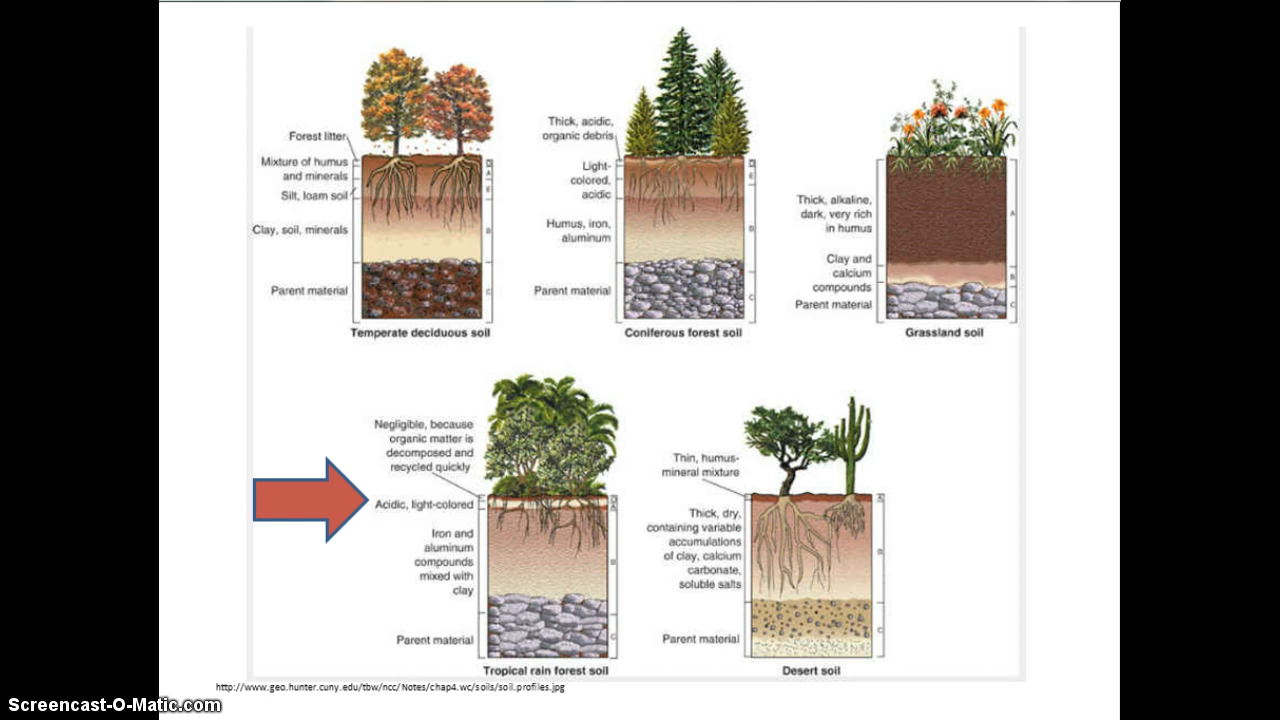 Forest litter
Mixture of humus
and minerals
Silt, loam soil
Clay, soil, minerals
Parent material
O
A
E
B
C
Temperate deciduous soil
Thick, acidic,
organic debris
Light-
colored,
acidic
Humus, iron,
aluminum
Parent material
O
E
B
C
Coniferous forest soil
Thick, alkaline,
dark, very rich
in humus
Clay and
calcium
compounds
Parent material
A
B
C
Grassland soil
Negligible, because
organic matter is
decomposed and
recycled quickly
Acidic, light-colored
Iron and
aluminum
compounds
mixed with
clay
Parent material
O
A
B
C
Tropical rain forest soil
Thin, humus-
mineral mixture
Thick, dry,
containing variable
accumulations
of clay, calcium
carbonate,
soluble salts
Parent material
A
B
C
Desert soil
http://www.geo.hunter.cuny.edu/tbw/ncc/Notes/chap4.wc/soils/soil.profiles.jpg
Screencast-O-Matic.com